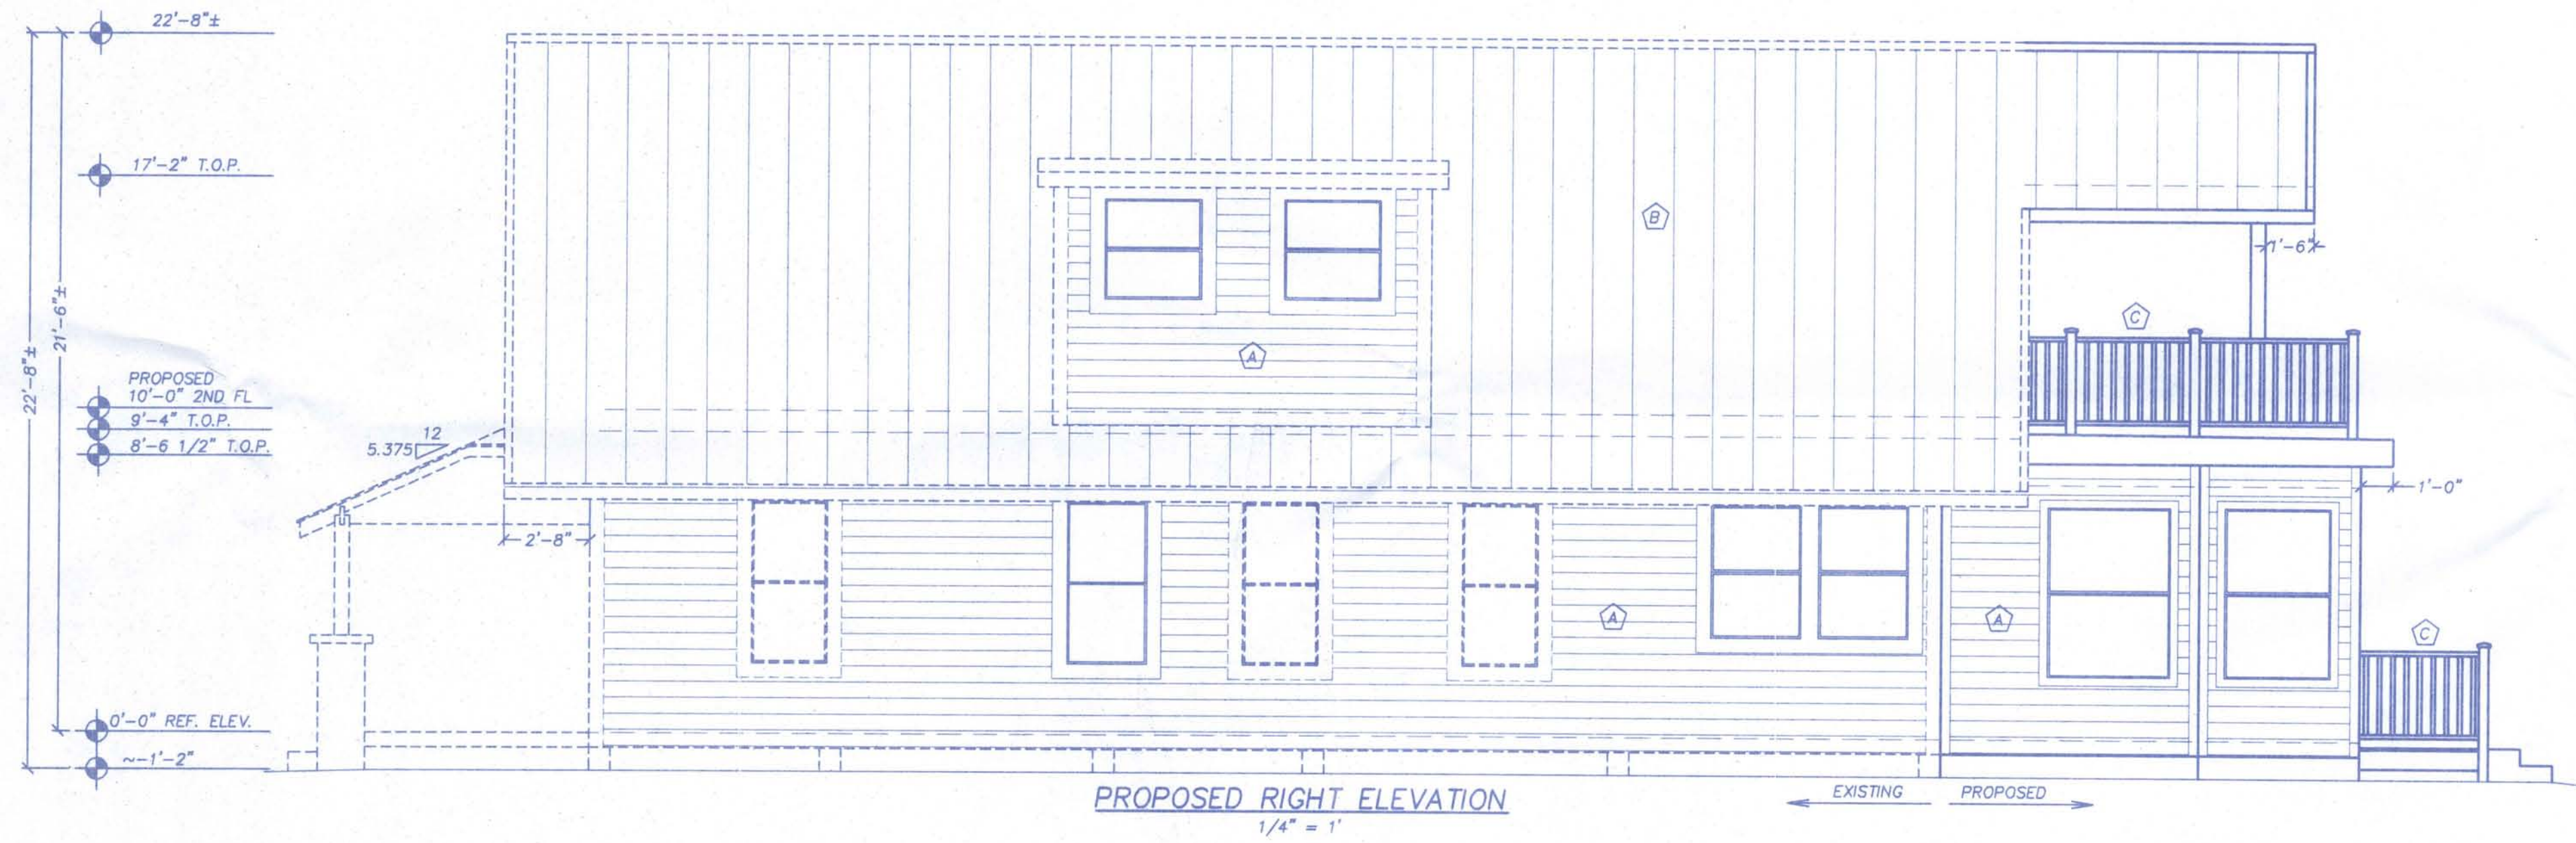 22'-8"±
17'-2" T.O.P.
22'-8"±
21'-6"±
PROPOSED
10'-0" 2ND FL
9'-4" T.O.P.
8'-6 1/2" T.O.P.
12
5.375
2'-8"
0'-0" REF. ELEV.
~-1'-2"
B
A
A
A
C
1'-6"
1'-0"
C
PROPOSED RIGHT ELEVATION
1/4" = 1'
EXISTING
PROPOSED